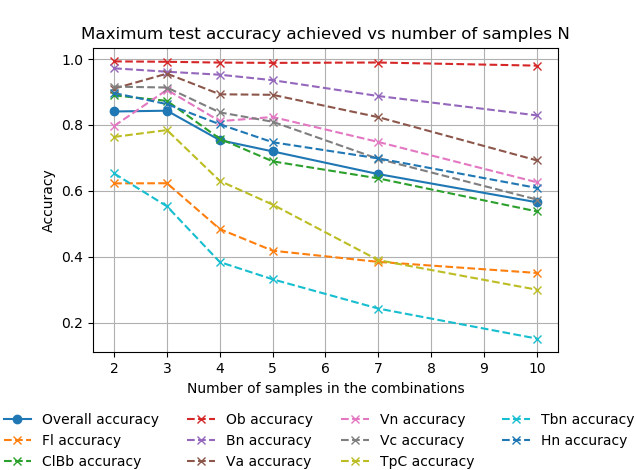 Maximum test accuracy achieved vs number of samples N
1.0
0.8
0.6
0.4
0.2
Accuracy
2 3 4 5 6 7 8 9 10
Number of samples in the combinations
Overall accuracy Ob accuracy Vn accuracy Tbn accuracy
Fl accuracy Bn accuracy Vc accuracy Hn accuracy
ClBb accuracy Va accuracy TpC accuracy